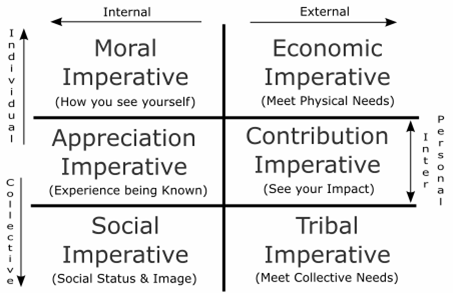 Internal
External
Individual
Moral
Imperative
(How you see yourself)
Economic
Imperative
(Meet Physical Needs)
Appreciation
Imperative
(Experience being Known)
Contribution
Imperative
(See your Impact)
Inter
Personal
Collective
Social
Imperative
(Social Status & Image)
Tribal
Imperative
(Meet Collective Needs)